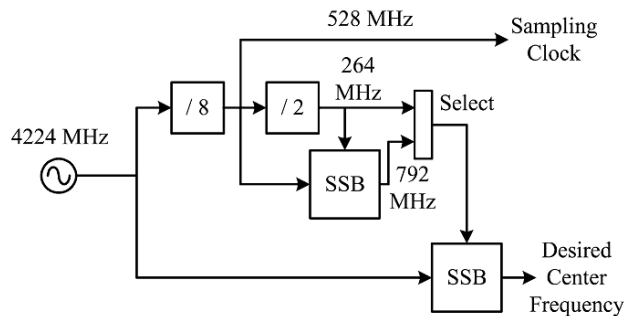 528 MHz
Sampling
Clock
264
MHz
/ 8
/ 2
Select
4224 MHz
SSB
792
MHz
SSB
Desired
Center
Frequency